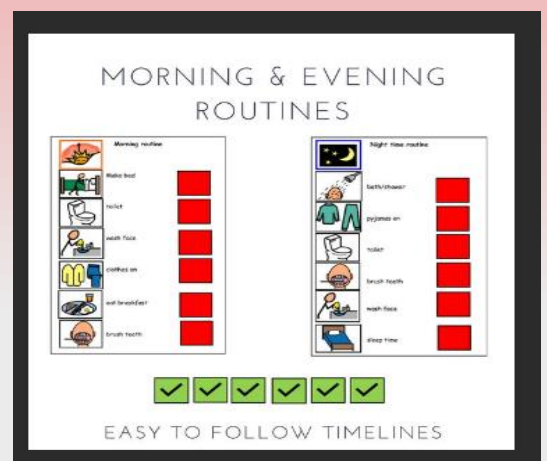 MORNING & EVENING
ROUTINES
Morning routine
Make bed
toilet
wash face
clothes on
eat breakfast
brush teeth
Night time routine
bath/shower
pyjamas on
toilet
brush teeth
wash face
sleep time
EASY TO FOLLOW TIMELINES